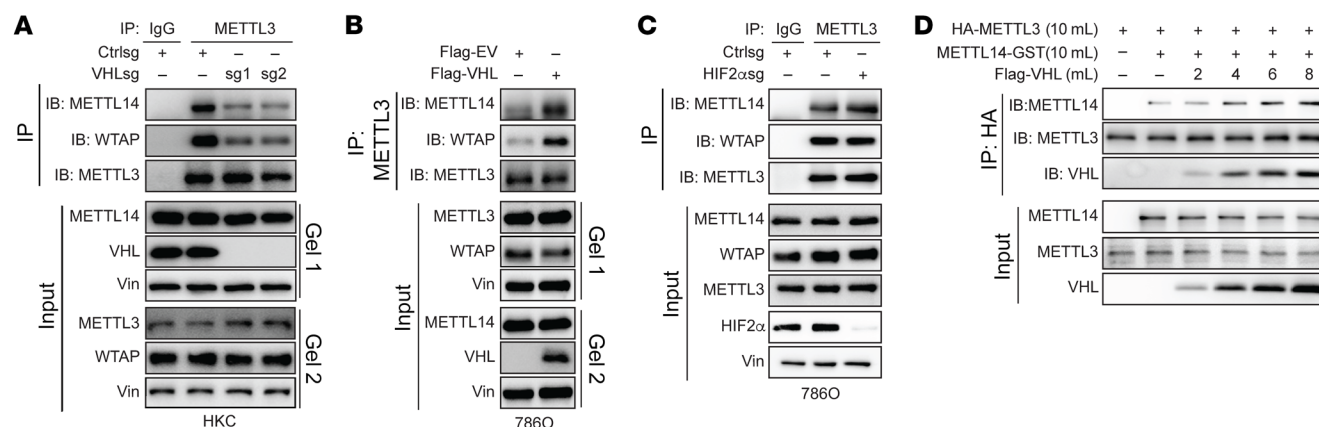 A
IP: IgG METTL3
Ctrlsg + + – –
VHLsg – – sg1 sg2
IP
IB: METTL14
IB: WTAP
IB: METTL3
Input
METTL14
VHL
Vin
Gel 1
METTL3
WTAP
Vin
Gel 2
HKC
B
Flag-EV + –
Flag-VHL – +
IP:
METTL3
IB: METTL14
IB: WTAP
IB: METTL3
Input
METTL3
WTAP
Vin
Gel 1
METTL14
VHL
Vin
Gel 2
786O
C
IP: IgG METTL3
Ctrlsg + + –
HIF2αsg – – +
IP
IB: METTL14
IB: WTAP
IB: METTL3
Input
METTL14
WTAP
METTL3
HIF2α
Vin
786O
D
HA-METTL3 (10 mL) + + + + + +
METTL14-GST(10 mL) – + + + + +
Flag-VHL (mL) – – 2 4 6 8
IP: HA
IB:METTL14
IB: METTL3
IB: VHL
Input
METTL14
METTL3
VHL